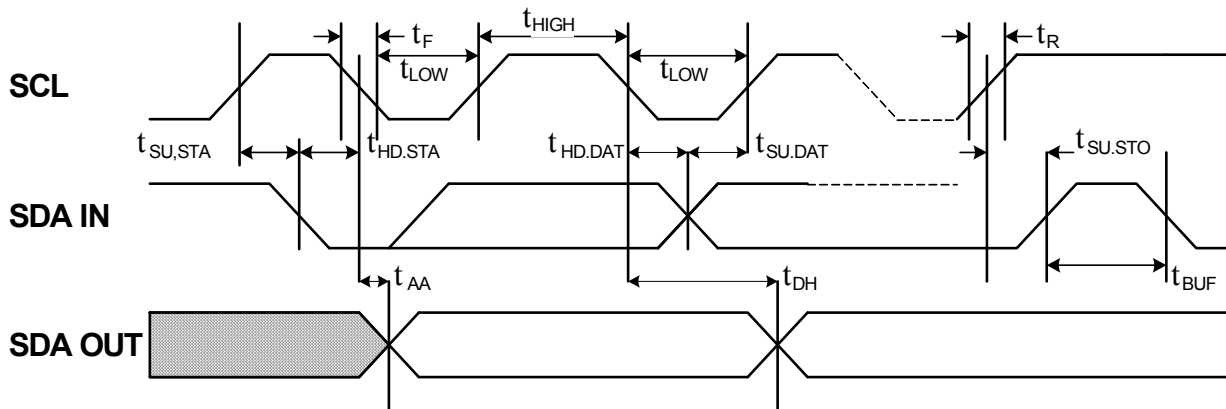 tF tHIGH tR
SCL tLOW tLOW
tSU,STA tHD.STA tHD.DAT tSU.DAT tSU.STO
SDA IN
tAA tDH tBUF
SDA OUT